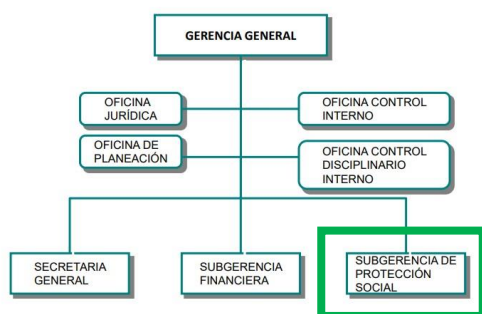 GERENCIA GENERAL
OFICINA
JURÍDICA
OFICINA CONTROL
INTERNO
OFICINA DE
PLANEACIÓN
OFICINA CONTROL
DISCIPLINARIO
INTERNO
SECRETARIA
GENERAL
SUBGERENCIA
FINANCIERA
SUBGERENCIA DE
PROTECCIÓN
SOCIAL